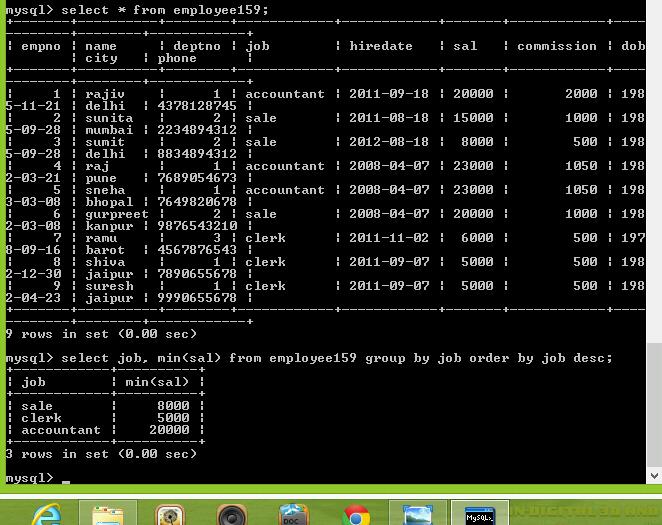 mysql> select * from employee159;
| empno | name | deptno | job | hiredate | sal | commission | dob
| city | phone |
| 1 | rajiv | 1 | accountant | 2011-09-18 | 20000 | 2000 | 198
5-11-21 | delhi | 4378128745 |
| 2 | sunita | 2 | sale | 2011-08-18 | 15000 | 1000 | 198
5-09-28 | mumbai | 2234894312 |
| 3 | sumit | 2 | sale | 2012-08-18 | 8000 | 500 | 198
5-09-28 | delhi | 8834894312 |
| 4 | raj | 1 | accountant | 2008-04-07 | 23000 | 1050 | 198
2-03-21 | pune | 7689054673 |
| 5 | sneha | 1 | accountant | 2008-04-07 | 23000 | 1050 | 198
3-03-08 | bhopal | 7649820678 |
| 6 | gurpreet | 2 | sale | 2008-04-07 | 20000 | 1000 | 198
2-03-08 | kanpur | 9876543210 |
| 7 | ramu | 3 | clerk | 2011-11-02 | 6000 | 500 | 197
8-09-16 | barot | 4567876543 |
| 8 | shiva | 1 | clerk | 2011-09-07 | 5000 | 500 | 198
2-12-30 | jaipur | 7890655678 |
| 9 | suresh | 1 | clerk | 2011-09-07 | 5000 | 500 | 198
2-04-23 | jaipur | 9990655678 |
9 rows in set (0.00 sec)
mysql> select job, min(sal) from employee159 group by job order by job desc;
| job | min(sal) |
| sale | 8000 |
| clerk | 5000 |
| accountant | 20000 |
3 rows in set (0.00 sec)
mysql> _
DOC
MySQL